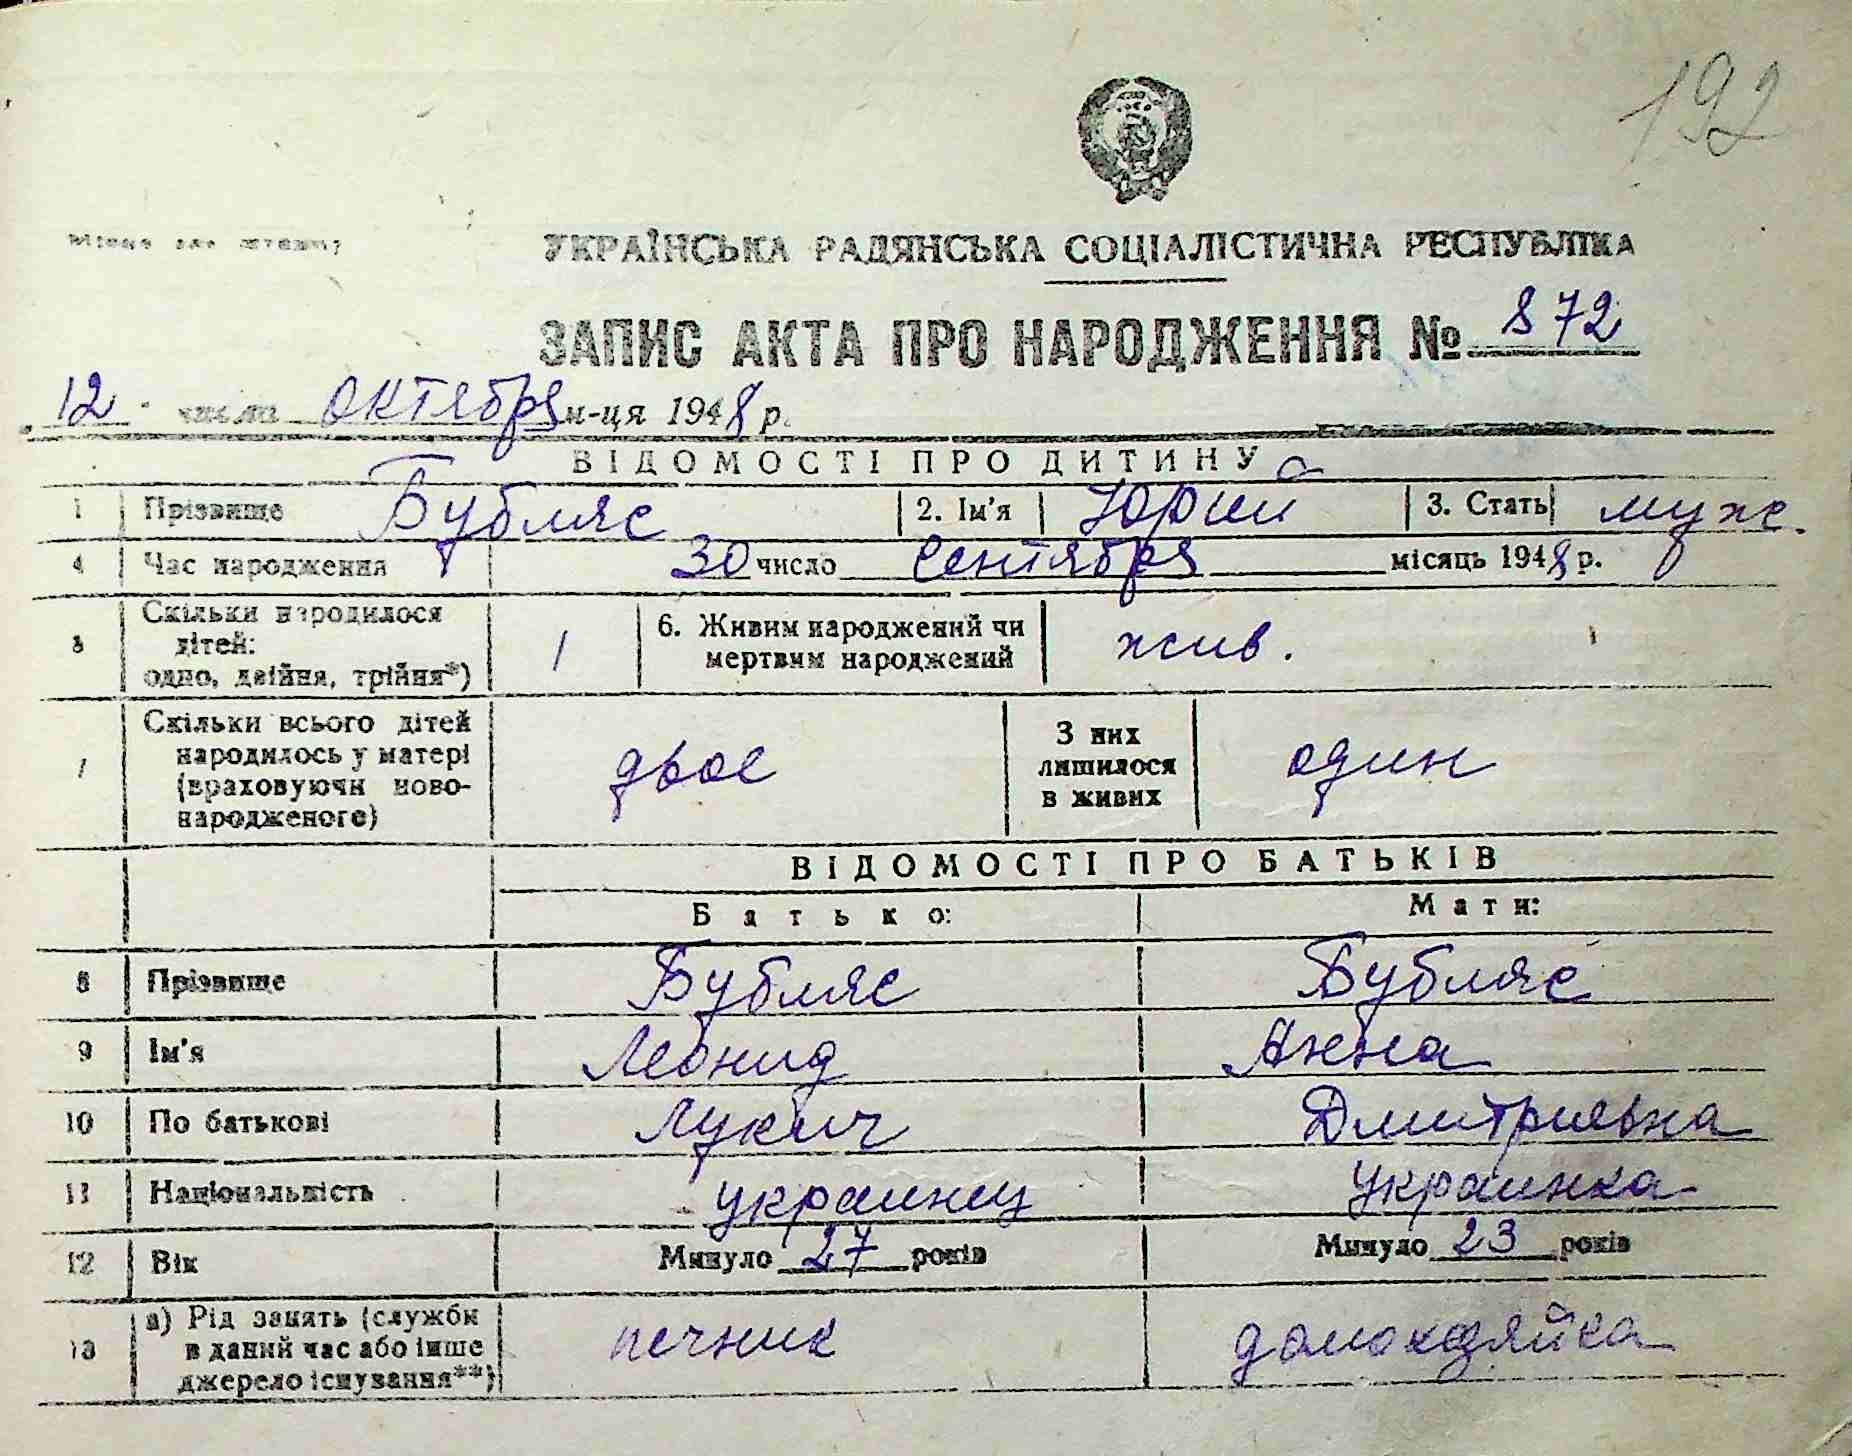 192
УКРАЇНСЬКА РАДЯНСЬКА СОЦІАЛІСТИЧНА РЕСПУБЛІКА
ЗАПИС АКТА ПРО НАРОДЖЕННЯ № 872
12 числа октября м-ця 1948 р.
ВІДОМОСТІ ПРО ДИТИНУ
1 Прізвище Бубляс 2. Ім'я Юрий 3. Стать муж.
4 Час народження 30 число сентября місяць 1948 р.
5 Скільки народилося дітей: одно, двійня, трійня*) 1 6. Живим народжений чи мертвим народжений жив.
7 Скільки всього дітей народилось у матері (враховуючи новонародженого) двое З них лишилося в живих один
ВІДОМОСТІ ПРО БАТЬКІВ
Батько: Мати:
8 Прізвище Бубляс Бубляс
9 Ім'я Леонид Анна
10 По батькові Лукич Дмитриевна
11 Національність украинец украинка
12 Вік Минуло 27 років Минуло 23 років
13 а) Рід занять (служби в даний час або інше джерело існування**) печник домохозяйка